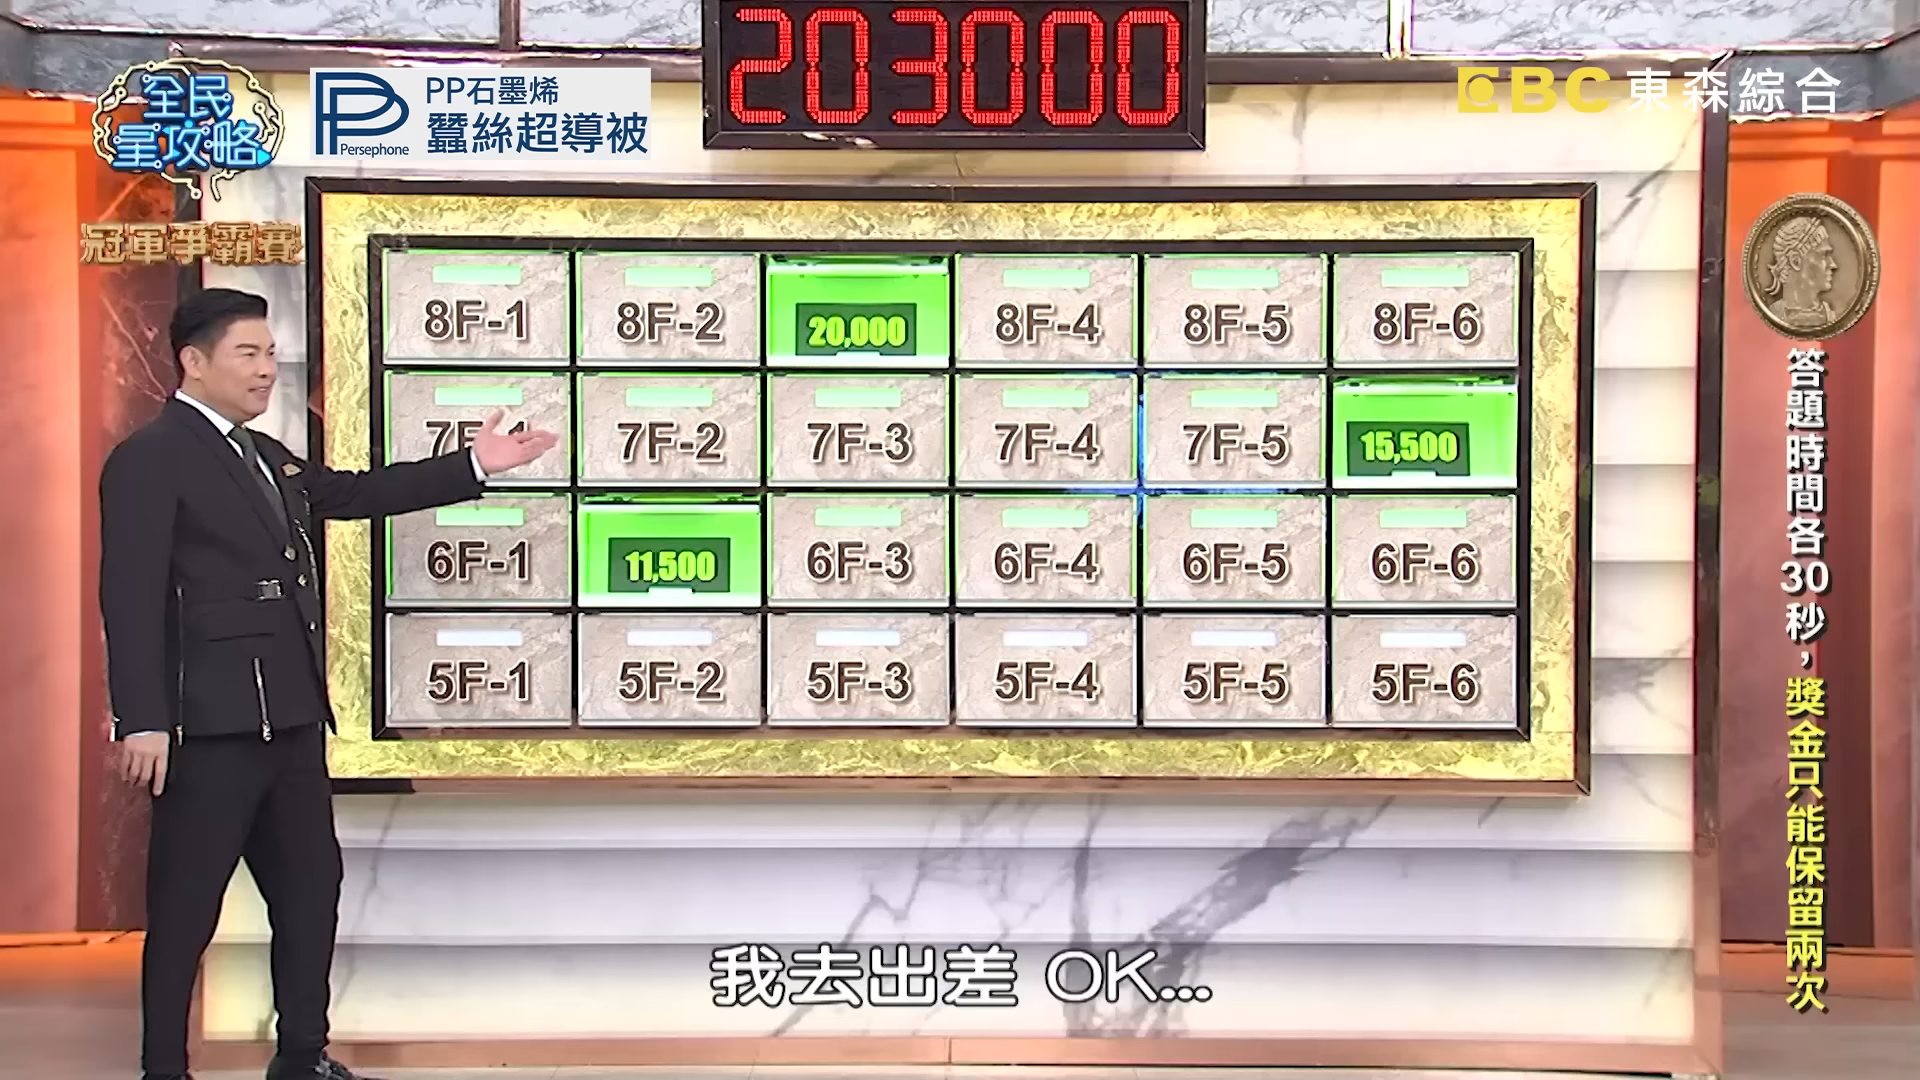 203000
全民
星攻略
冠軍爭霸賽
PP
Persephone
PP石墨烯
蠶絲超導被
EBC 東森綜合
8F-1 8F-2 20,000 8F-4 8F-5 8F-6
7F-1 7F-2 7F-3 7F-4 7F-5 15,500
6F-1 11,500 6F-3 6F-4 6F-5 6F-6
5F-1 5F-2 5F-3 5F-4 5F-5 5F-6
答題時間各30秒，獎金只能保留兩次
我去出差 OK...